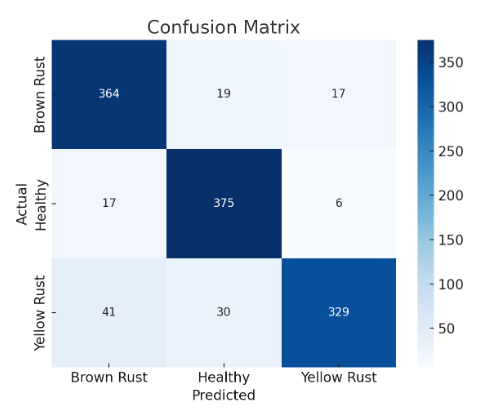 Confusion Matrix
Brown Rust
364
19
17
350
300
250
200
150
100
50
Actual
Healthy
17
375
6
Yellow Rust
41
30
329
Brown Rust
Healthy
Yellow Rust
Predicted